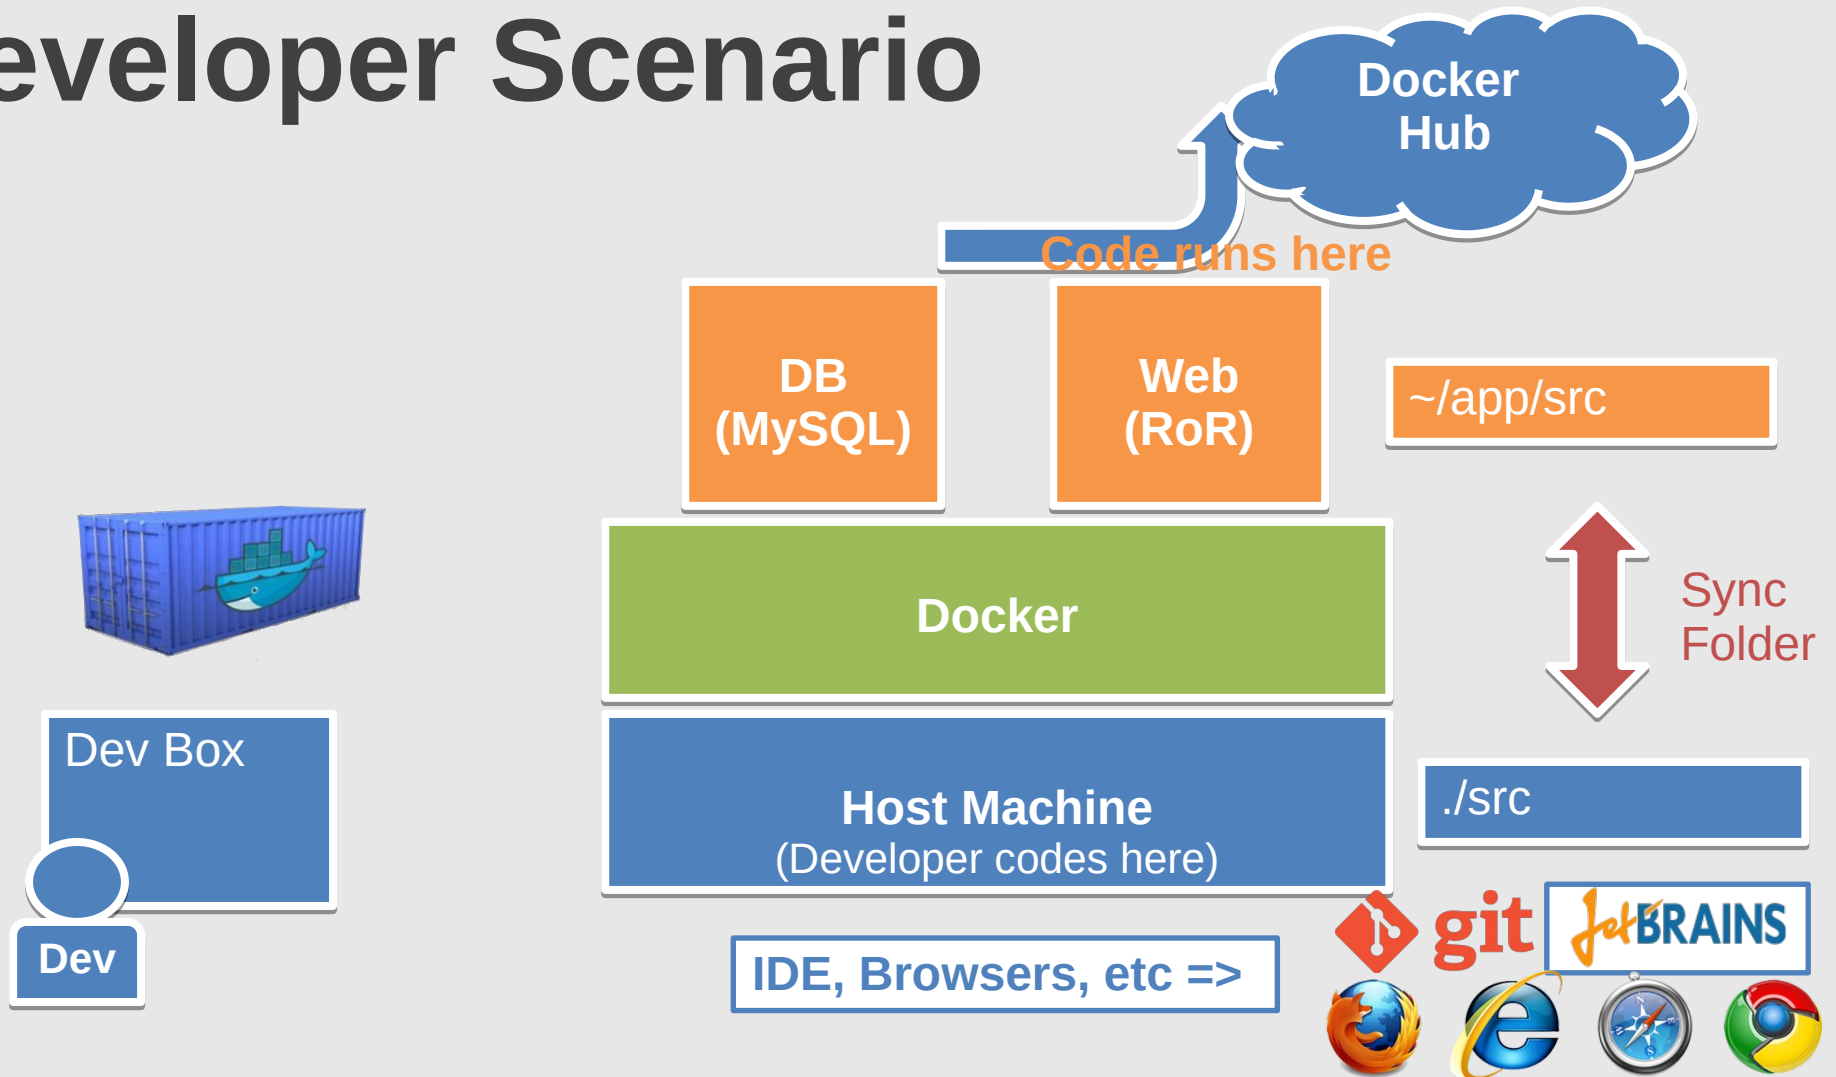 eveloper Scenario
Docker
Hub
Code runs here
DB
(MySQL)
Web
(RoR)
~/app/src
Docker
Sync
Folder
Dev Box
Host Machine
(Developer codes here)
./src
Dev
IDE, Browsers, etc =>
git
JetBRAINS